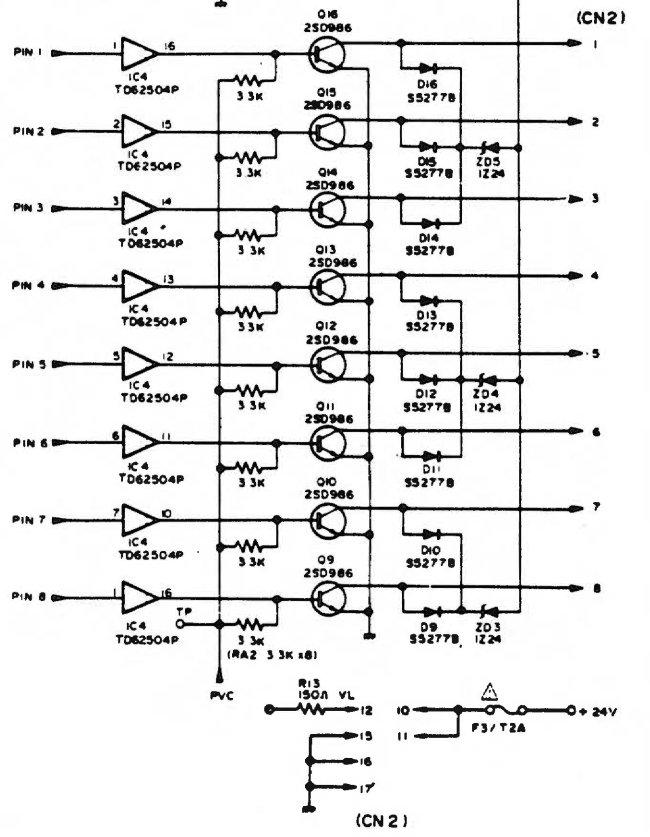 (CN2)
Q16
2SD986
PIN 1 1 16 1
IC4
TD62504P
3.3K
D16
S5277B
Q15
2SD986
PIN 2 2 15 2
IC4
TD62504P
3.3K
D15
S5277B
ZD5
1Z24
Q14
2SD986
PIN 3 3 14 3
IC4
TD62504P
3.3K
D14
S5277B
Q13
2SD986
PIN 4 4 13 4
IC4
TD62504P
3.3K
D13
S5277B
Q12
2SD986
PIN 5 5 12 5
IC4
TD62504P
3.3K
D12
S5277B
ZD4
1Z24
Q11
2SD986
PIN 6 6 11 6
IC4
TD62504P
3.3K
D11
S5277B
Q10
2SD986
PIN 7 7 10 7
IC4
TD62504P
3.3K
D10
S5277B
Q9
2SD986
PIN 8 1 16 8
IC4
TD62504P
TP
3.3K
(RA2 3.3K x8)
D9
S5277B
ZD3
1Z24
PVC
R13
150Ω VL
12 10
F3/T2A
+24V
15 11
16
17
(CN2)